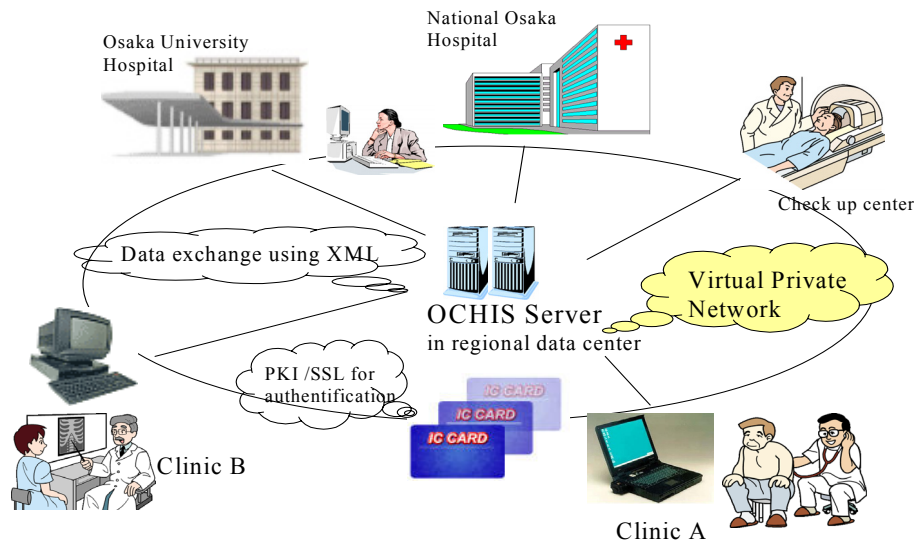 National Osaka
Hospital
Osaka University
Hospital
Check up center
Data exchange using XML
Virtual Private
Network
OCHIS Server
in regional data center
PKI /SSL for
authentification
IC CARD
IC CARD
IC CARD
Clinic B
Clinic A